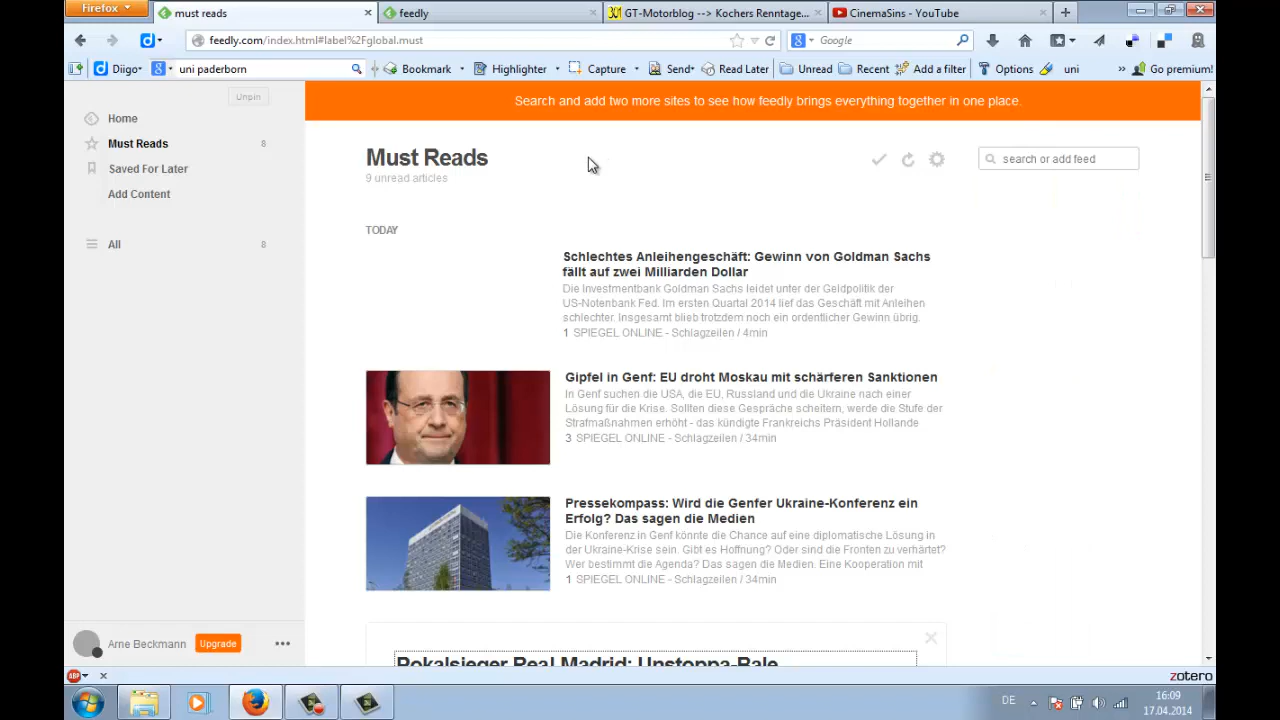 Firefox
must reads
feedly
GT-Motorblog --> Kochers Renntage...
CinemaSins - YouTube
feedly.com/index.html#label%2Fglobal.must
Google
Diigo
uni paderborn
Bookmark
Highlighter
Capture
Send
Read Later
Unread
Recent
Add a filter
Options
uni
»
Go premium!
Unpin
Home
Must Reads 8
Saved For Later
Add Content
All 8
Search and add two more sites to see how feedly brings everything together in one place.
Must Reads
9 unread articles
search or add feed
TODAY
Schlechtes Anleihengeschäft: Gewinn von Goldman Sachs
fällt auf zwei Milliarden Dollar
Die Investmentbank Goldman Sachs leidet unter der Geldpolitik der
US-Notenbank Fed. Im ersten Quartal 2014 lief das Geschäft mit Anleihen
schlechter. Insgesamt blieb trotzdem noch ein ordentlicher Gewinn übrig.
1 SPIEGEL ONLINE - Schlagzeilen / 4min
Gipfel in Genf: EU droht Moskau mit schärferen Sanktionen
In Genf suchen die USA, die EU, Russland und die Ukraine nach einer
Lösung für die Krise. Sollten diese Gespräche scheitern, werde die Stufe der
Strafmaßnahmen erhöht - das kündigte Frankreichs Präsident Hollande
3 SPIEGEL ONLINE - Schlagzeilen / 34min
Pressekompass: Wird die Genfer Ukraine-Konferenz ein
Erfolg? Das sagen die Medien
Die Konferenz in Genf könnte die Chance auf eine diplomatische Lösung in
der Ukraine-Krise sein. Gibt es Hoffnung? Oder sind die Fronten zu verhärtet?
Wer bestimmt die Agenda? Das sagen die Medien. Eine Kooperation mit
1 SPIEGEL ONLINE - Schlagzeilen / 34min
Pokalsieger Real Madrid: Unstoppa-Bale
Arne Beckmann
Upgrade
ABP
zotero
DE
16:09
17.04.2014